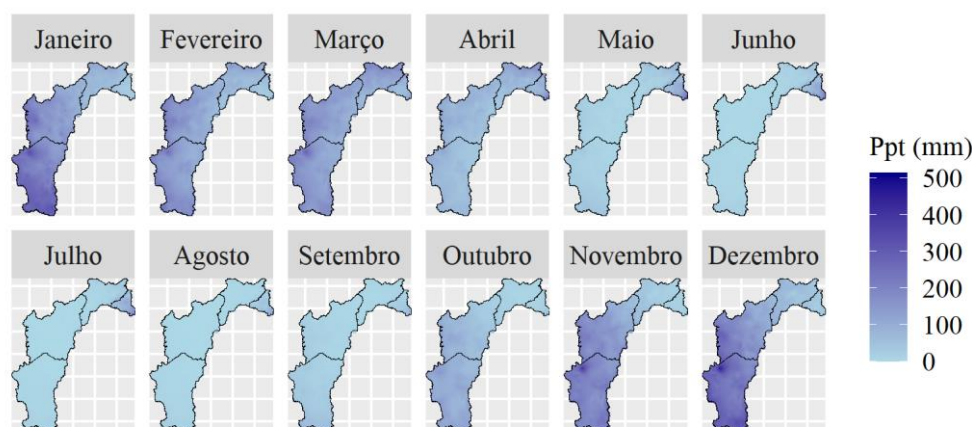 Janeiro Fevereiro Março Abril Maio Junho
Ppt (mm)
500
400
300
200
100
0
Julho Agosto Setembro Outubro Novembro Dezembro